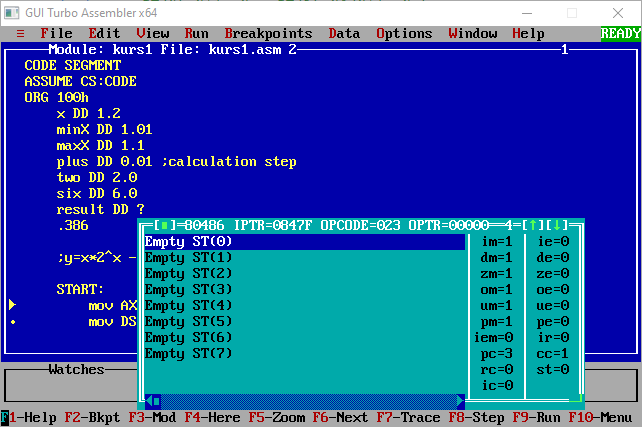 GUI Turbo Assembler x64
≡ File Edit View Run Breakpoints Data Options Window Help READY
Module: kurs1 File: kurs1.asm 2 1
CODE SEGMENT
ASSUME CS:CODE
ORG 100h
x DD 1.2
minX DD 1.01
maxX DD 1.1
plus DD 0.01 ;calculation step
two DD 2.0
six DD 6.0
result DD ?
.386
;y=x*2^x -
START:
mov AX
mov DS
80486 IPTR=0847F OPCODE=023 OPTR=00000 4 [↑][↓]
Empty ST(0) im=1 ie=0
Empty ST(1) dm=1 de=0
Empty ST(2) zm=1 ze=0
Empty ST(3) om=1 oe=0
Empty ST(4) um=1 ue=0
Empty ST(5) pm=1 pe=0
Empty ST(6) iem=0 ir=0
Empty ST(7) pc=3 cc=1
rc=0 st=0
ic=0
Watches
F1-Help F2-Bkpt F3-Mod F4-Here F5-Zoom F6-Next F7-Trace F8-Step F9-Run F10-Menu